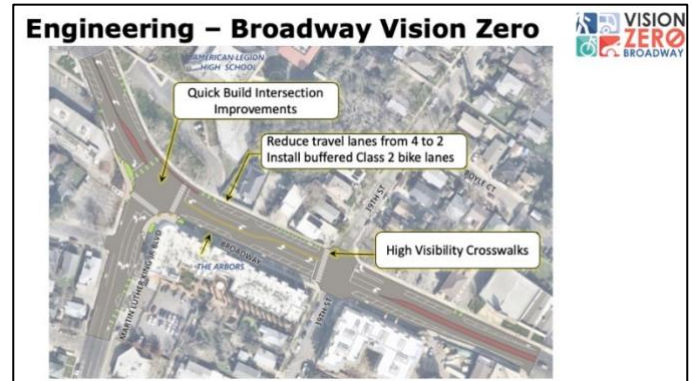 Engineering – Broadway Vision Zero
VISION
ZERO
BROADWAY
AMERICAN LEGION
HIGH SCHOOL
Quick Build Intersection
Improvements
Reduce travel lanes from 4 to 2
Install buffered Class 2 bike lanes
39TH ST
BOYLE CT
High Visibility Crosswalks
BROADWAY
THE ARBORS
MARTIN LUTHER KING JR BLVD
39TH ST